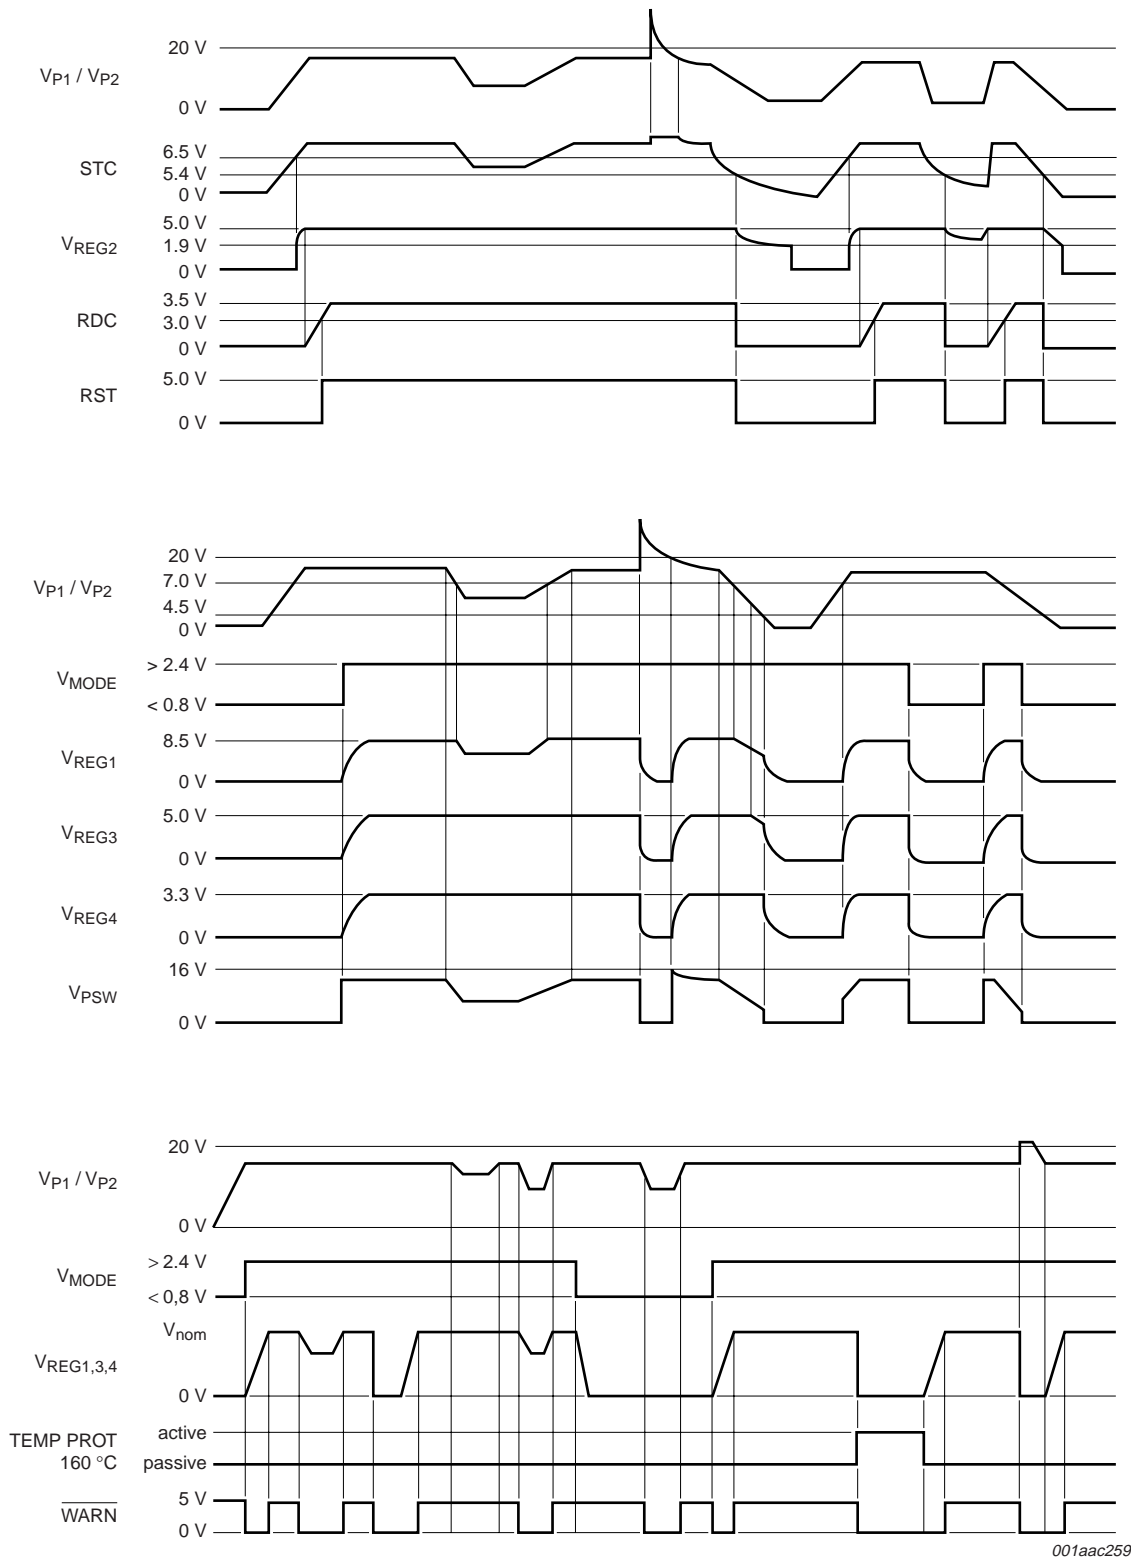 20 V
VP1 / VP2
0 V
6.5 V
STC
5.4 V
0 V
5.0 V
VREG2
1.9 V
0 V
3.5 V
RDC
3.0 V
0 V
5.0 V
RST
0 V
20 V
7.0 V
VP1 / VP2
4.5 V
0 V
> 2.4 V
VMODE
< 0.8 V
8.5 V
VREG1
0 V
5.0 V
VREG3
0 V
3.3 V
VREG4
0 V
16 V
VPSW
0 V
20 V
VP1 / VP2
0 V
> 2.4 V
VMODE
< 0,8 V
Vnom
VREG1,3,4
0 V
active
TEMP PROT
160 °C
passive
5 V
WARN
0 V
001aac259